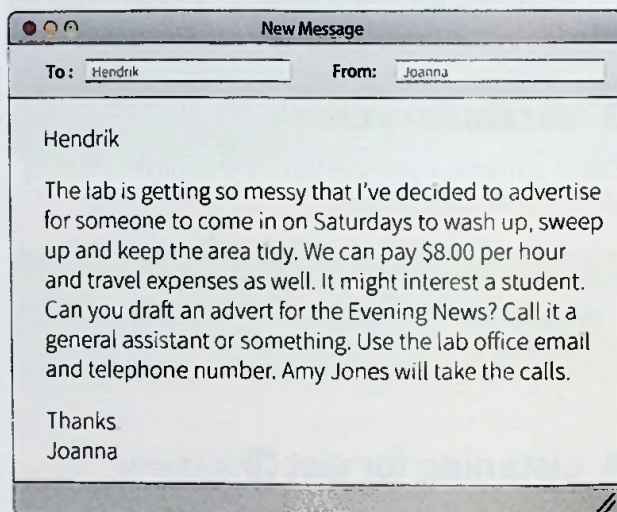 New Message
To: Hendrik From: Joanna
Hendrik
The lab is getting so messy that I've decided to advertise
for someone to come in on Saturdays to wash up, sweep
up and keep the area tidy. We can pay $8.00 per hour
and travel expenses as well. It might interest a student.
Can you draft an advert for the Evening News? Call it a
general assistant or something. Use the lab office email
and telephone number. Amy Jones will take the calls.
Thanks
Joanna